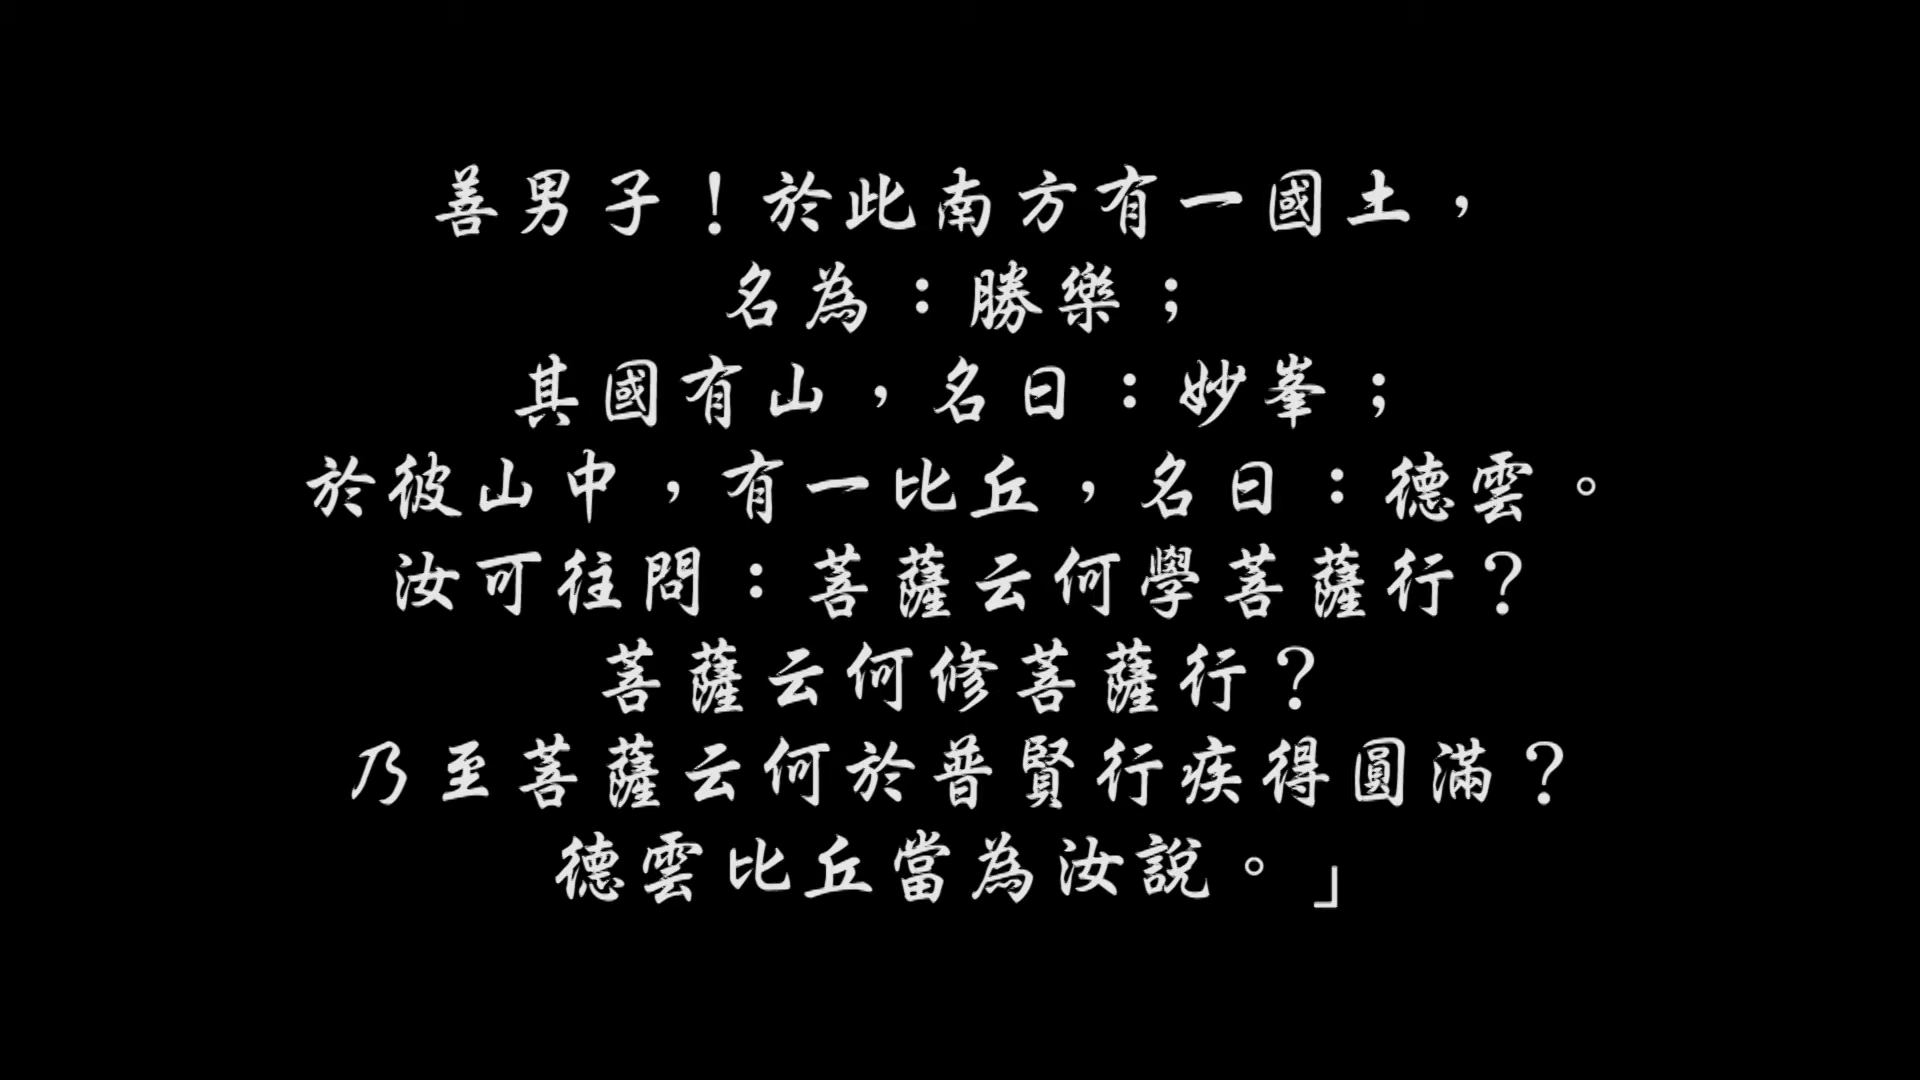 善男子！於此南方有一國土，
名為：勝樂；
其國有山，名曰：妙峯；
於彼山中，有一比丘，名曰：德雲。
汝可往問：菩薩云何學菩薩行？
菩薩云何修菩薩行？
乃至菩薩云何於普賢行疾得圓滿？
德雲比丘當為汝說。」